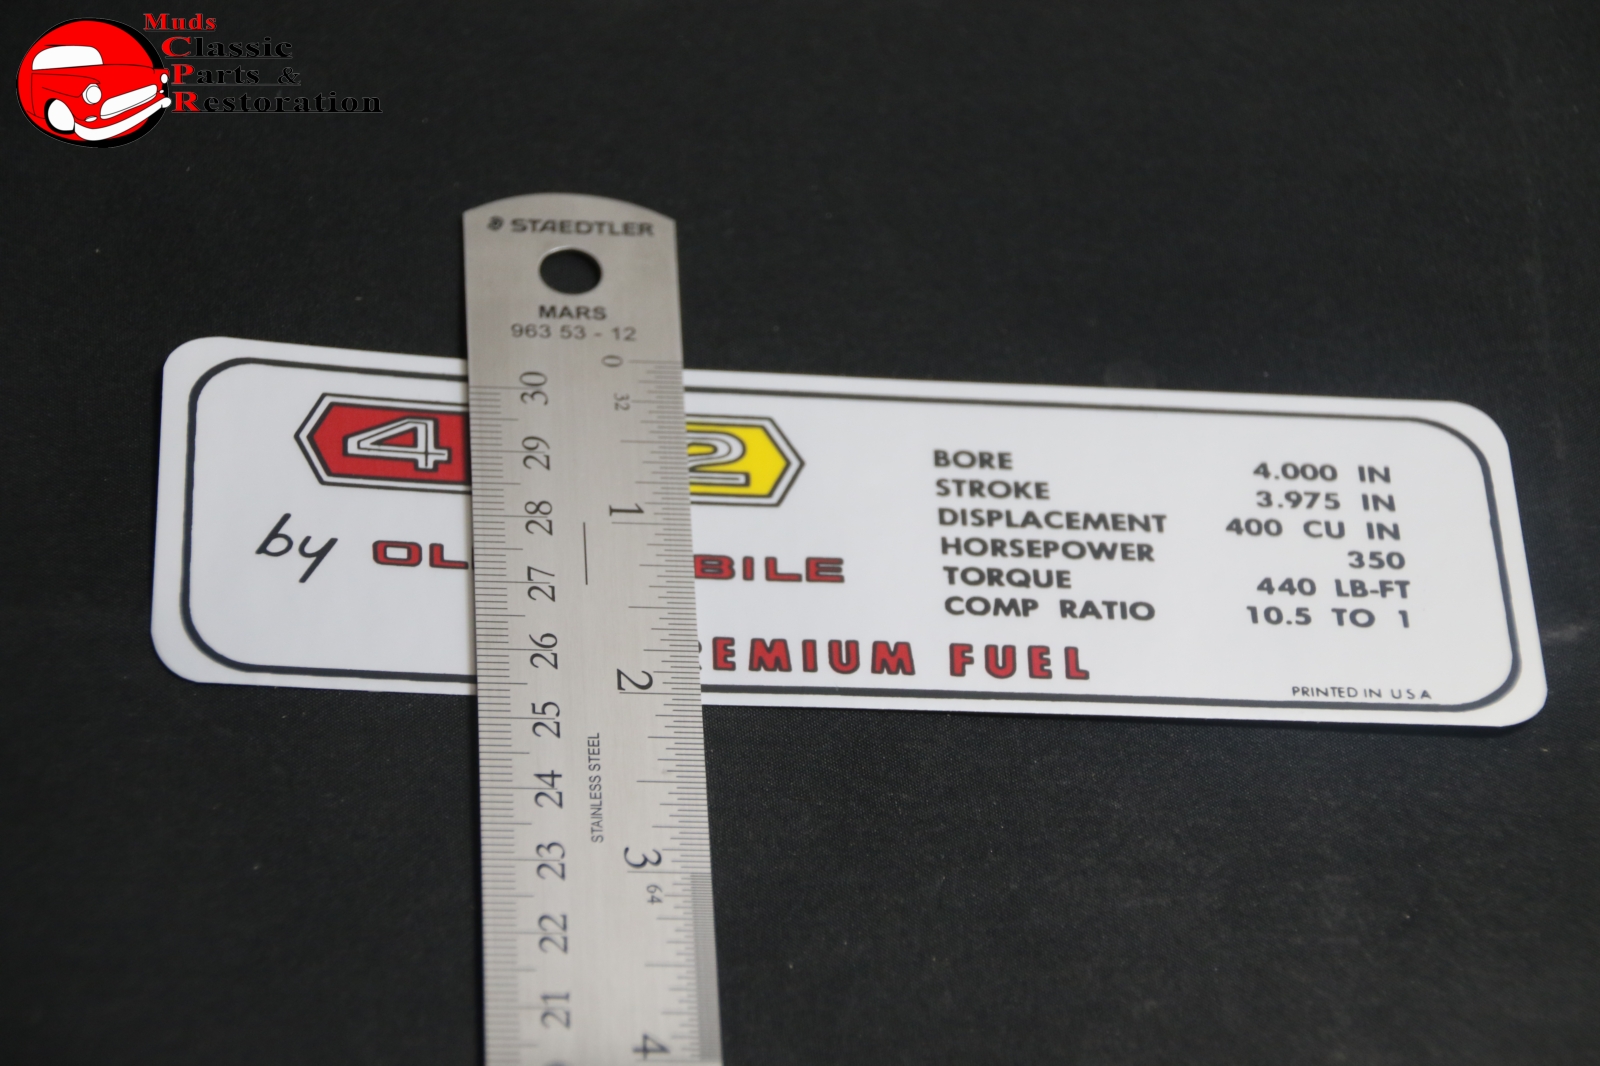 Muds
Classic
Parts &
Restoration
STAEDTLER
MARS
963 53 - 12
0
32
1
2
3
64
4
30
29
28
27
26
25
24
23
22
21
STAINLESS STEEL
4 2
by OL BILE
EMIUM FUEL
BORE 4.000 IN
STROKE 3.975 IN
DISPLACEMENT 400 CU IN
HORSEPOWER 350
TORQUE 440 LB-FT
COMP RATIO 10.5 TO 1
PRINTED IN U.S.A